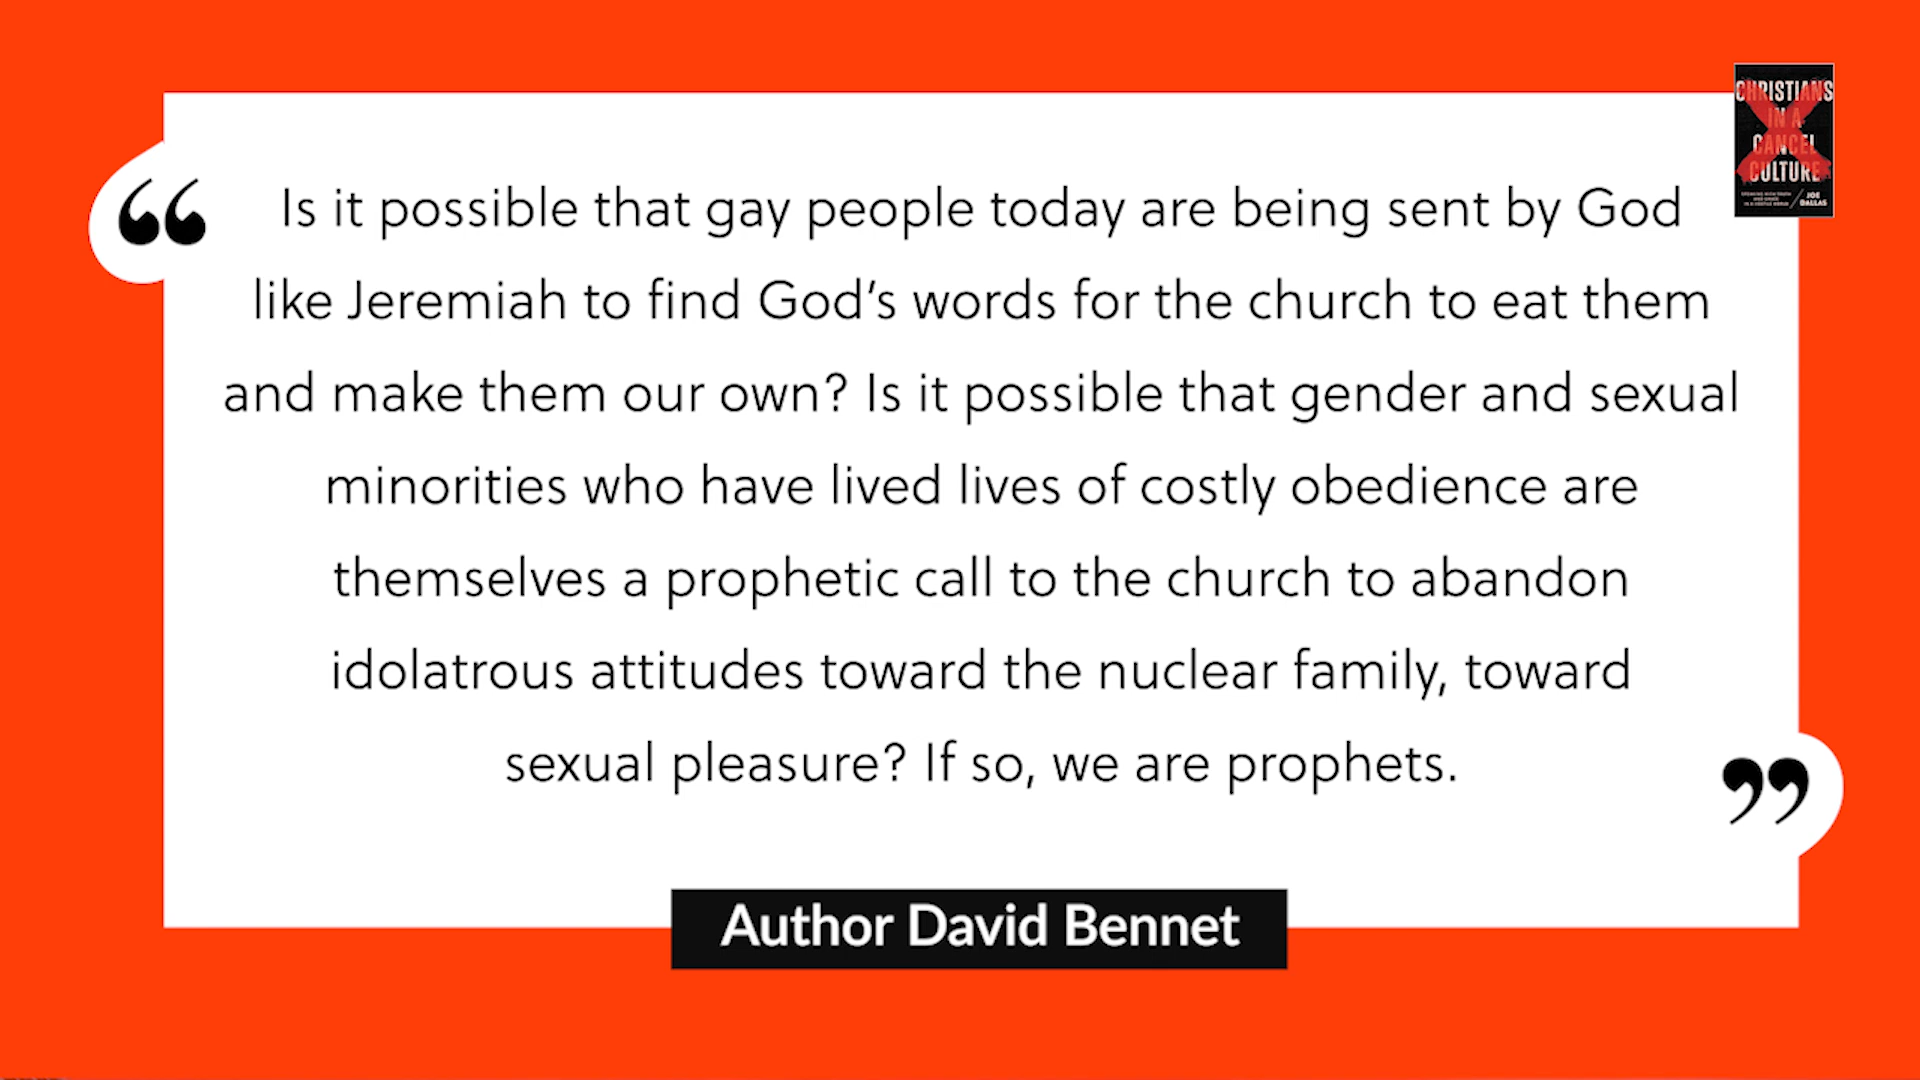 Is it possible that gay people today are being sent by God
like Jeremiah to find God’s words for the church to eat them
and make them our own? Is it possible that gender and sexual
minorities who have lived lives of costly obedience are
themselves a prophetic call to the church to abandon
idolatrous attitudes toward the nuclear family, toward
sexual pleasure? If so, we are prophets.
Author David Bennet
CHRISTIANS
IN A
CANCEL
CULTURE
JOE
DALLAS